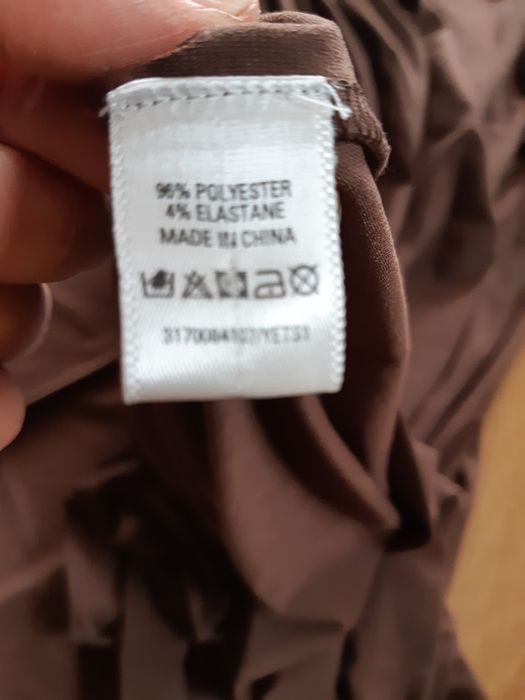 96% POLYESTER
4% ELASTANE
MADE IN CHINA